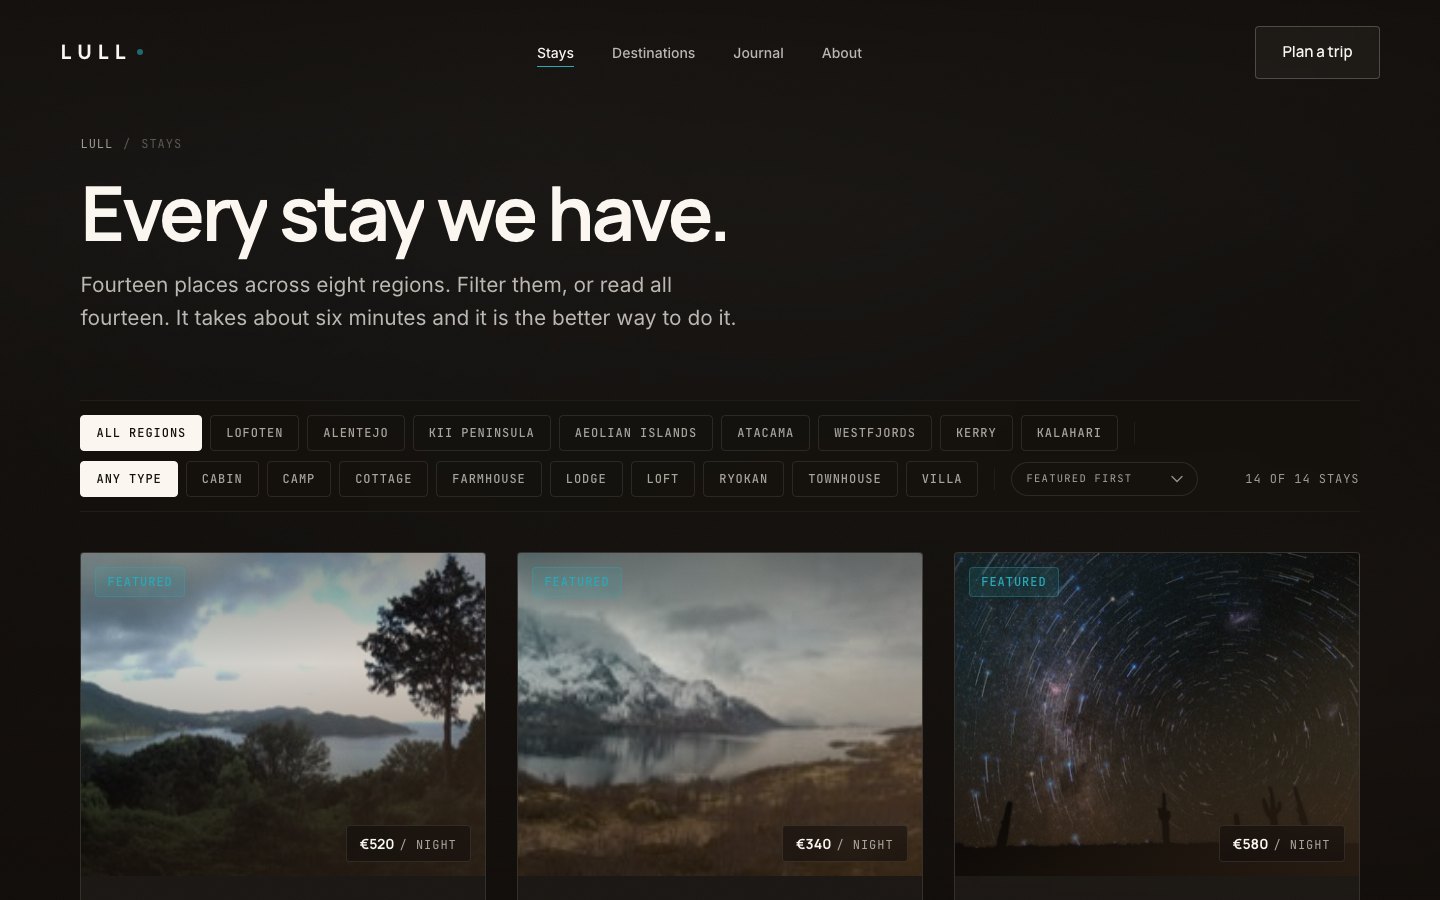 LULL
Stays Destinations Journal About
Plan a trip
LULL / STAYS
Every stay we have.
Fourteen places across eight regions. Filter them, or read all
fourteen. It takes about six minutes and it is the better way to do it.
ALL REGIONS LOFOTEN ALENTEJO KII PENINSULA AEOLIAN ISLANDS ATACAMA WESTFJORDS KERRY KALAHARI
ANY TYPE CABIN CAMP COTTAGE FARMHOUSE LODGE LOFT RYOKAN TOWNHOUSE VILLA FEATURED FIRST 14 OF 14 STAYS
FEATURED FEATURED FEATURED
€520 / NIGHT €340 / NIGHT €580 / NIGHT